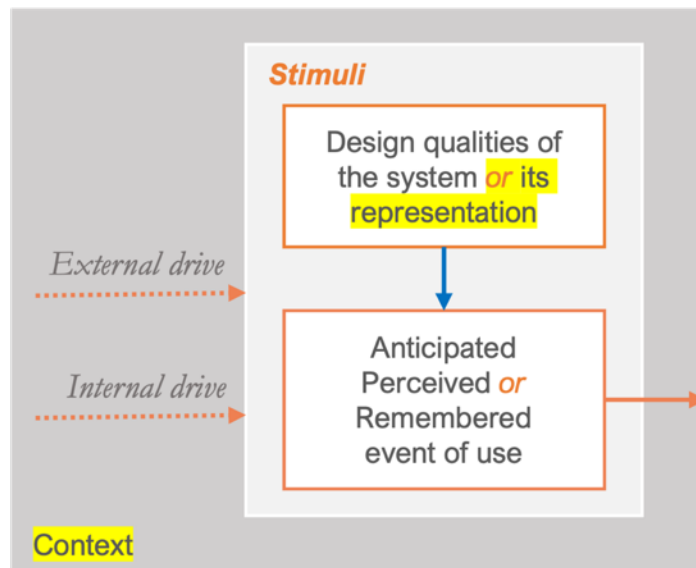 Stimuli
Design qualities of
the system or its
representation
External drive
Internal drive
Anticipated
Perceived or
Remembered
event of use
Context